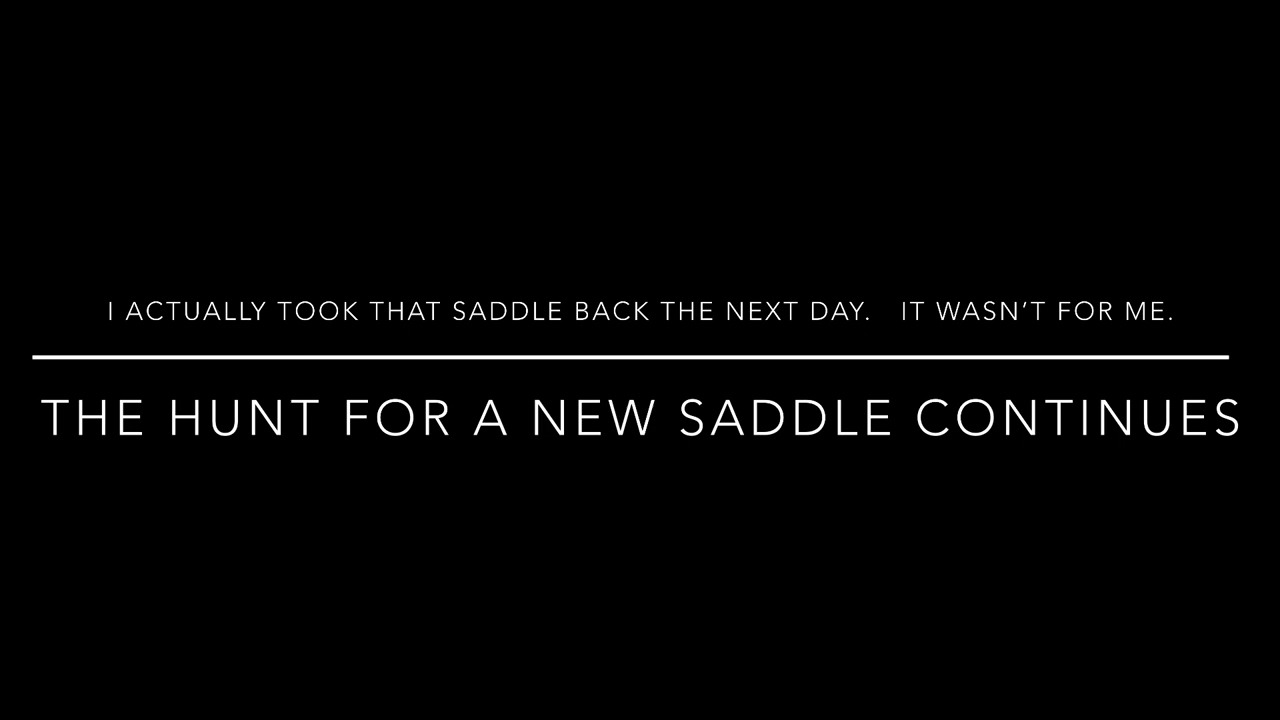 I ACTUALLY TOOK THAT SADDLE BACK THE NEXT DAY.   IT WASN’T FOR ME.
THE HUNT FOR A NEW SADDLE CONTINUES